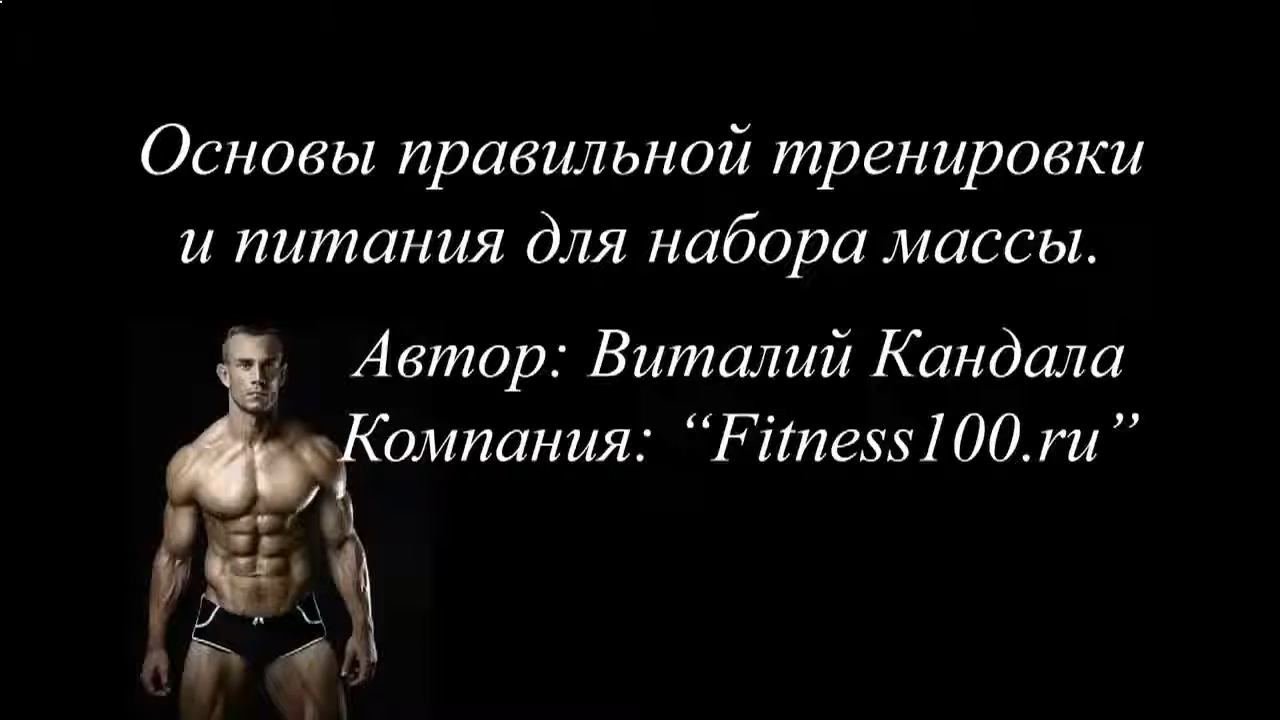 Основы правильной тренировки
и питания для набора массы.
Автор: Виталий Кандала
Компания: “Fitness100.ru”